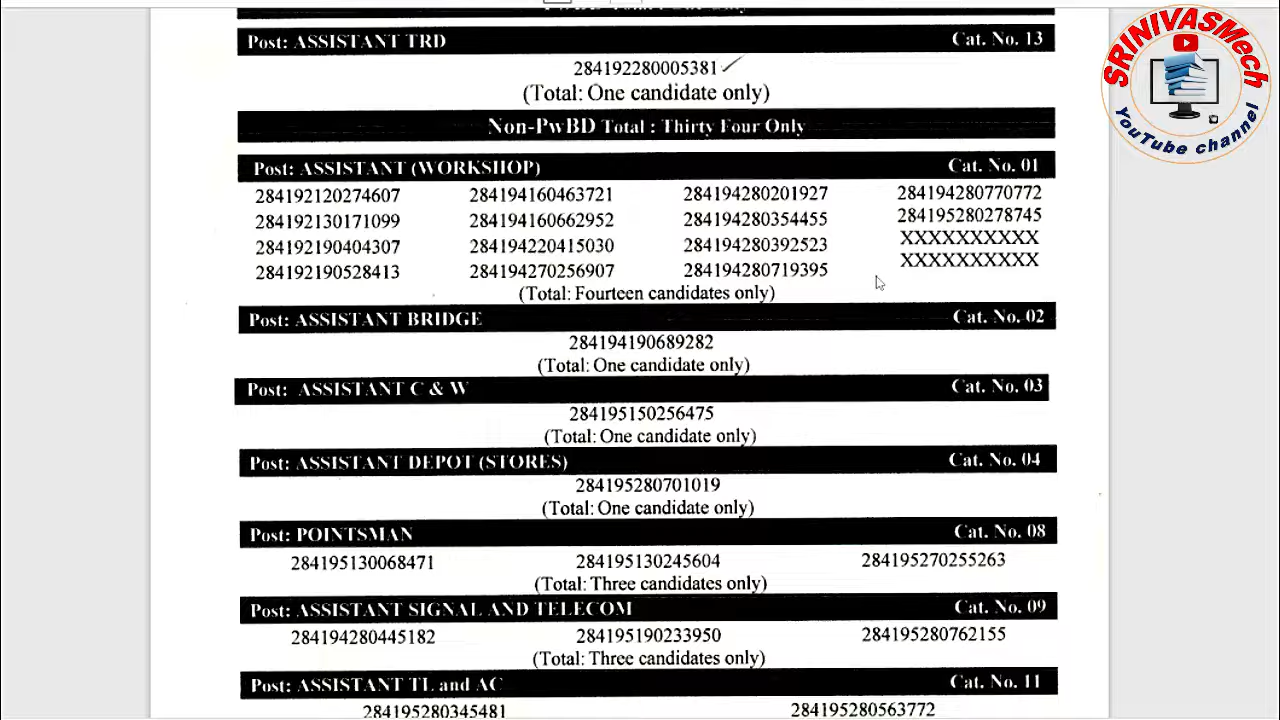 Post: ASSISTANT TRD Cat. No. 13
284192280005381
(Total: One candidate only)
Non-PwBD Total : Thirty Four Only
Post: ASSISTANT (WORKSHOP) Cat. No. 01
284192120274607 284194160463721 284194280201927 284194280770772
284192130171099 284194160662952 284194280354455 284195280278745
284192190404307 284194220415030 284194280392523 XXXXXXXXXX
284192190528413 284194270256907 284194280719395 XXXXXXXXXX
(Total: Fourteen candidates only)
Post: ASSISTANT BRIDGE Cat. No. 02
284194190689282
(Total: One candidate only)
Post: ASSISTANT C & W Cat. No. 03
284195150256475
(Total: One candidate only)
Post: ASSISTANT DEPOT (STORES) Cat. No. 04
284195280701019
(Total: One candidate only)
Post: POINTSMAN Cat. No. 08
284195130068471 284195130245604 284195270255263
(Total: Three candidates only)
Post: ASSISTANT SIGNAL AND TELECOM Cat. No. 09
284194280445182 284195190233950 284195280762155
(Total: Three candidates only)
Post: ASSISTANT TL and AC Cat. No. 11
284195280345481 284195280563772
SRINIVASMech
YouTube channel